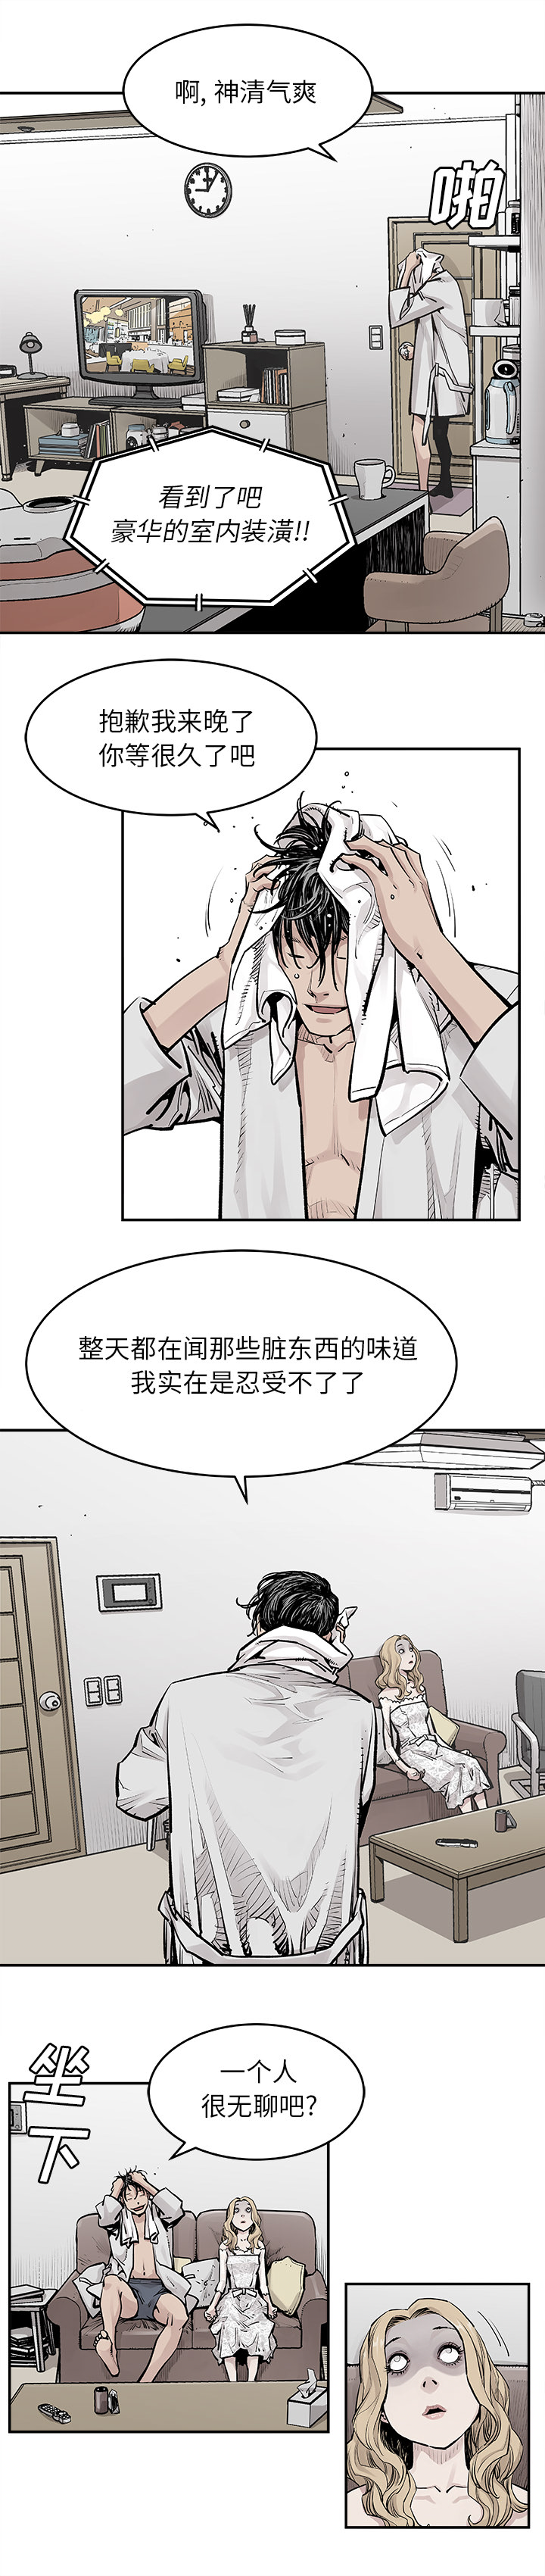 啊, 神清气爽
啪
看到了吧
豪华的室内装潢!!
抱歉我来晚了
你等很久了吧
整天都在闻那些脏东西的味道
我实在是忍受不了了
坐下
一个人
很无聊吧?